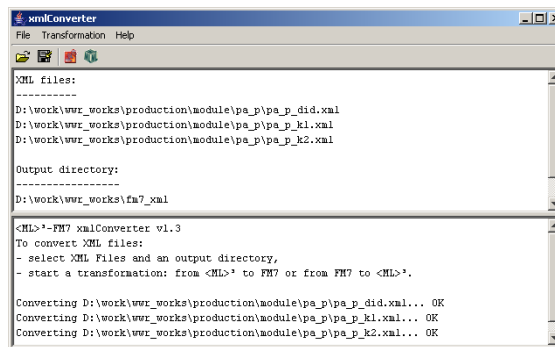 xmlConverter
File Transformation Help
XML files:
----------
D:\work\wwr_works\production\module\pa_p\pa_p_did.xml
D:\work\wwr_works\production\module\pa_p\pa_p_k1.xml
D:\work\wwr_works\production\module\pa_p\pa_p_k2.xml
Output directory:
-----------------
D:\work\wwr_works\fm7_xml
<ML>³-FM7 xmlConverter v1.3
To convert XML files:
- select XML Files and an output directory,
- start a transformation: from <ML>³ to FM7 or from FM7 to <ML>³.
Converting D:\work\wwr_works\production\module\pa_p\pa_p_did.xml... OK
Converting D:\work\wwr_works\production\module\pa_p\pa_p_k1.xml... OK
Converting D:\work\wwr_works\production\module\pa_p\pa_p_k2.xml... OK